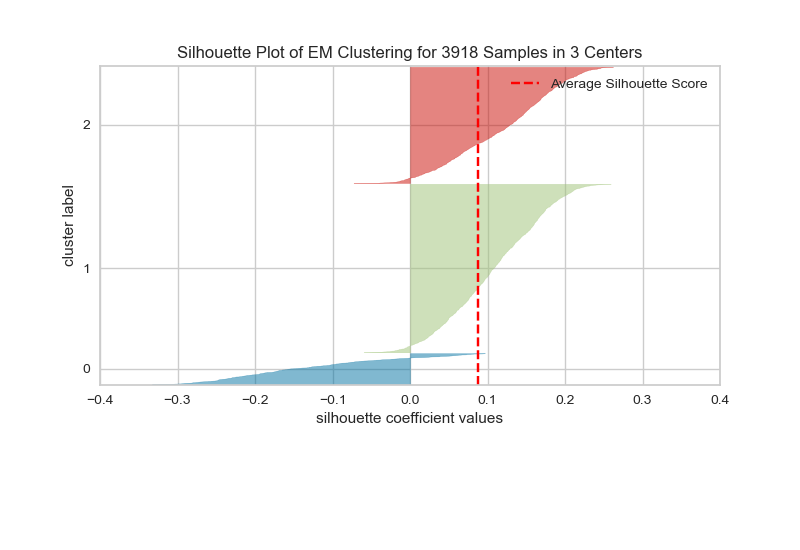 Silhouette Plot of EM Clustering for 3918 Samples in 3 Centers
Average Silhouette Score
2
1
0
cluster label
−0.4 −0.3 −0.2 −0.1 0.0 0.1 0.2 0.3 0.4
silhouette coefficient values